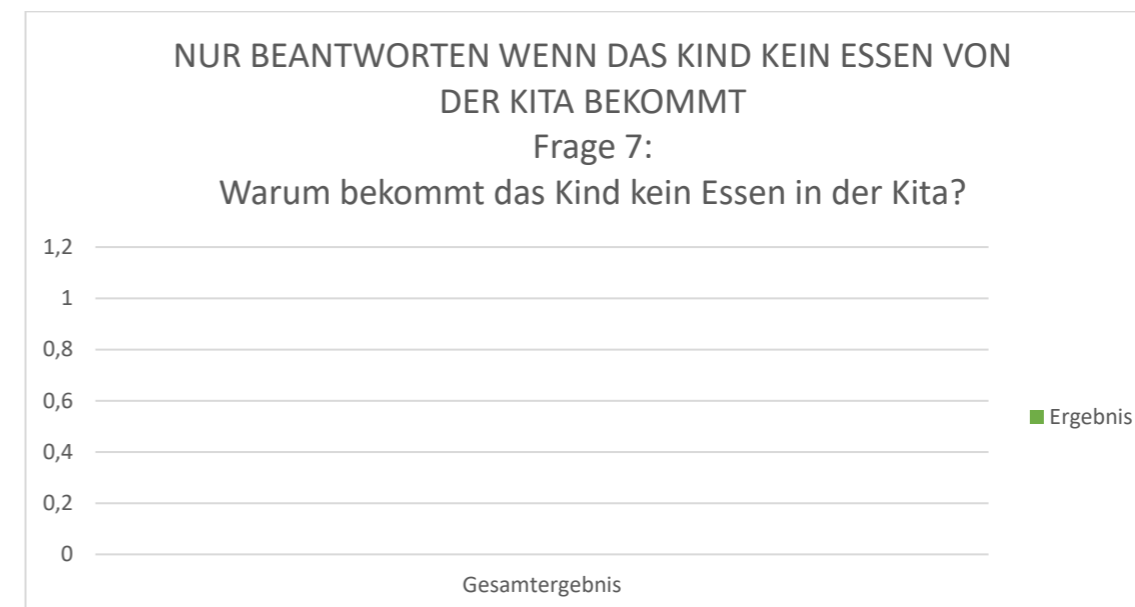 NUR BEANTWORTEN WENN DAS KIND KEIN ESSEN VON
DER KITA BEKOMMT
Frage 7:
Warum bekommt das Kind kein Essen in der Kita?
1,2
1
0,8
0,6
0,4
0,2
0
Gesamtergebnis
Ergebnis